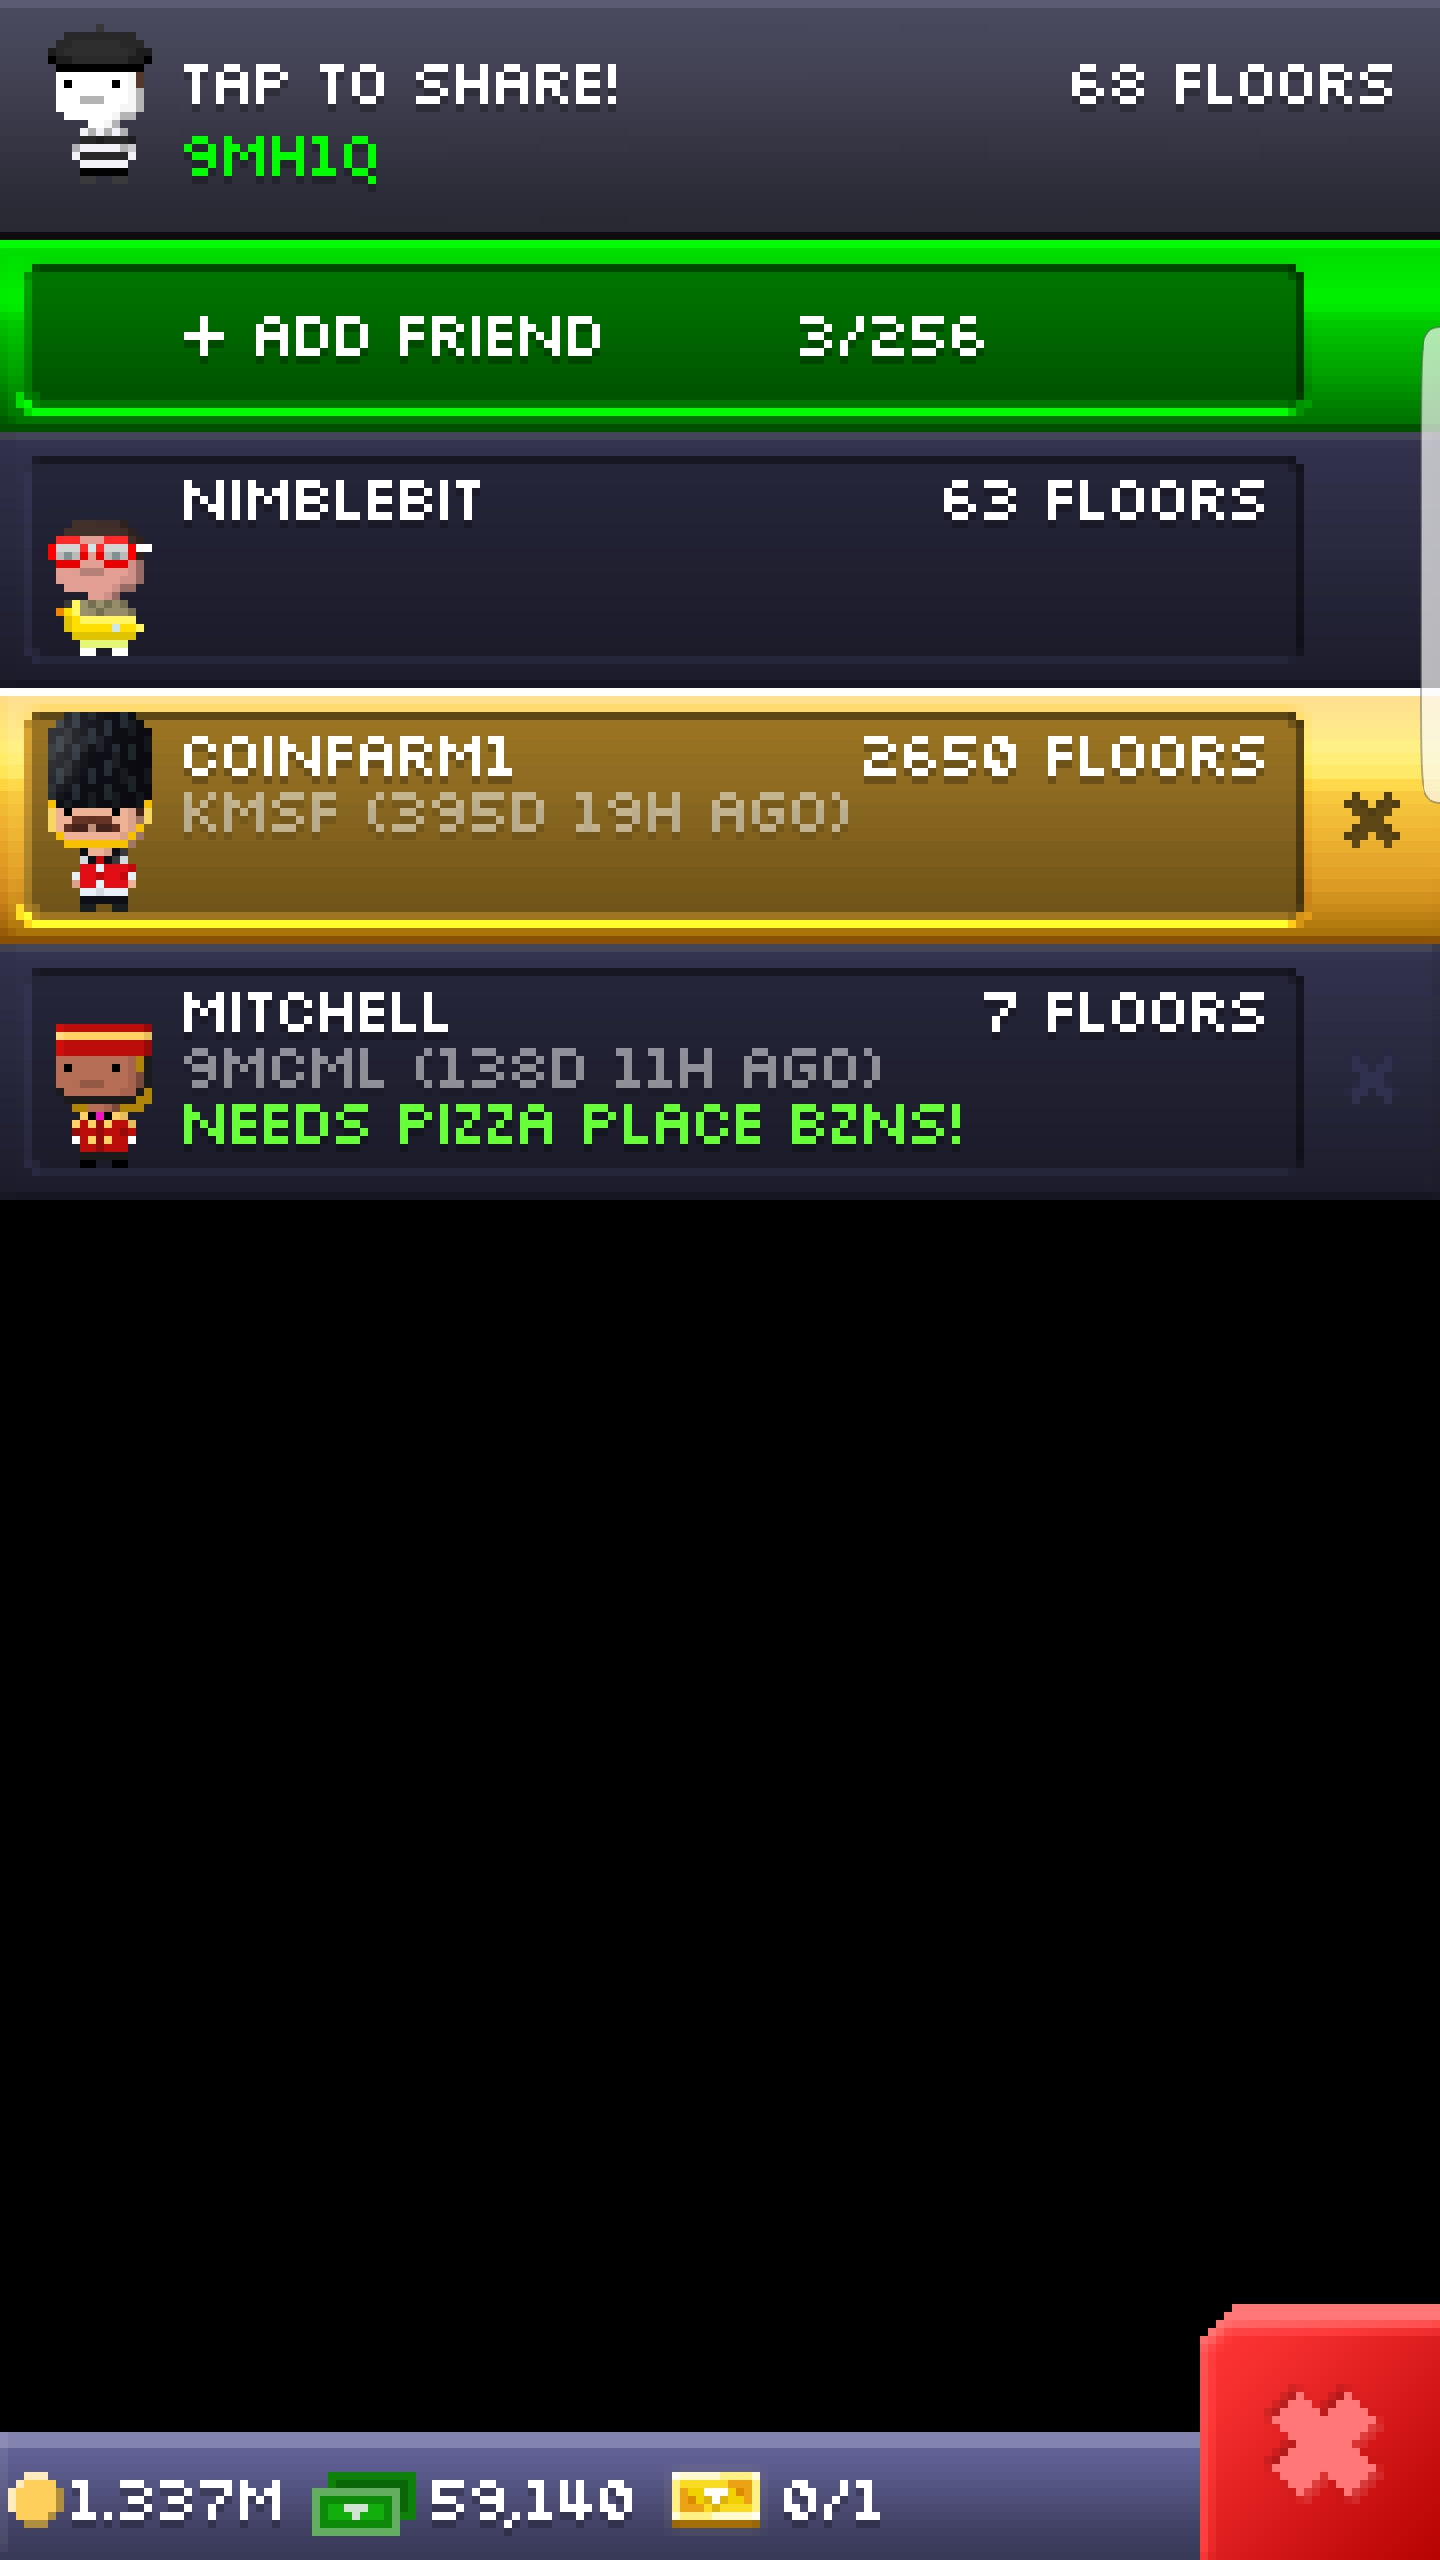 TAP TO SHARE! 68 FLOORS
9MH1Q
+ ADD FRIEND 3/256
NIMBLEBIT 63 FLOORS
COINFARM1 2650 FLOORS
KMSF (395D 19H AGO)
MITCHELL 7 FLOORS
9MCML (138D 11H AGO)
NEEDS PIZZA PLACE BZNS!
1.337M 59,140 0/1